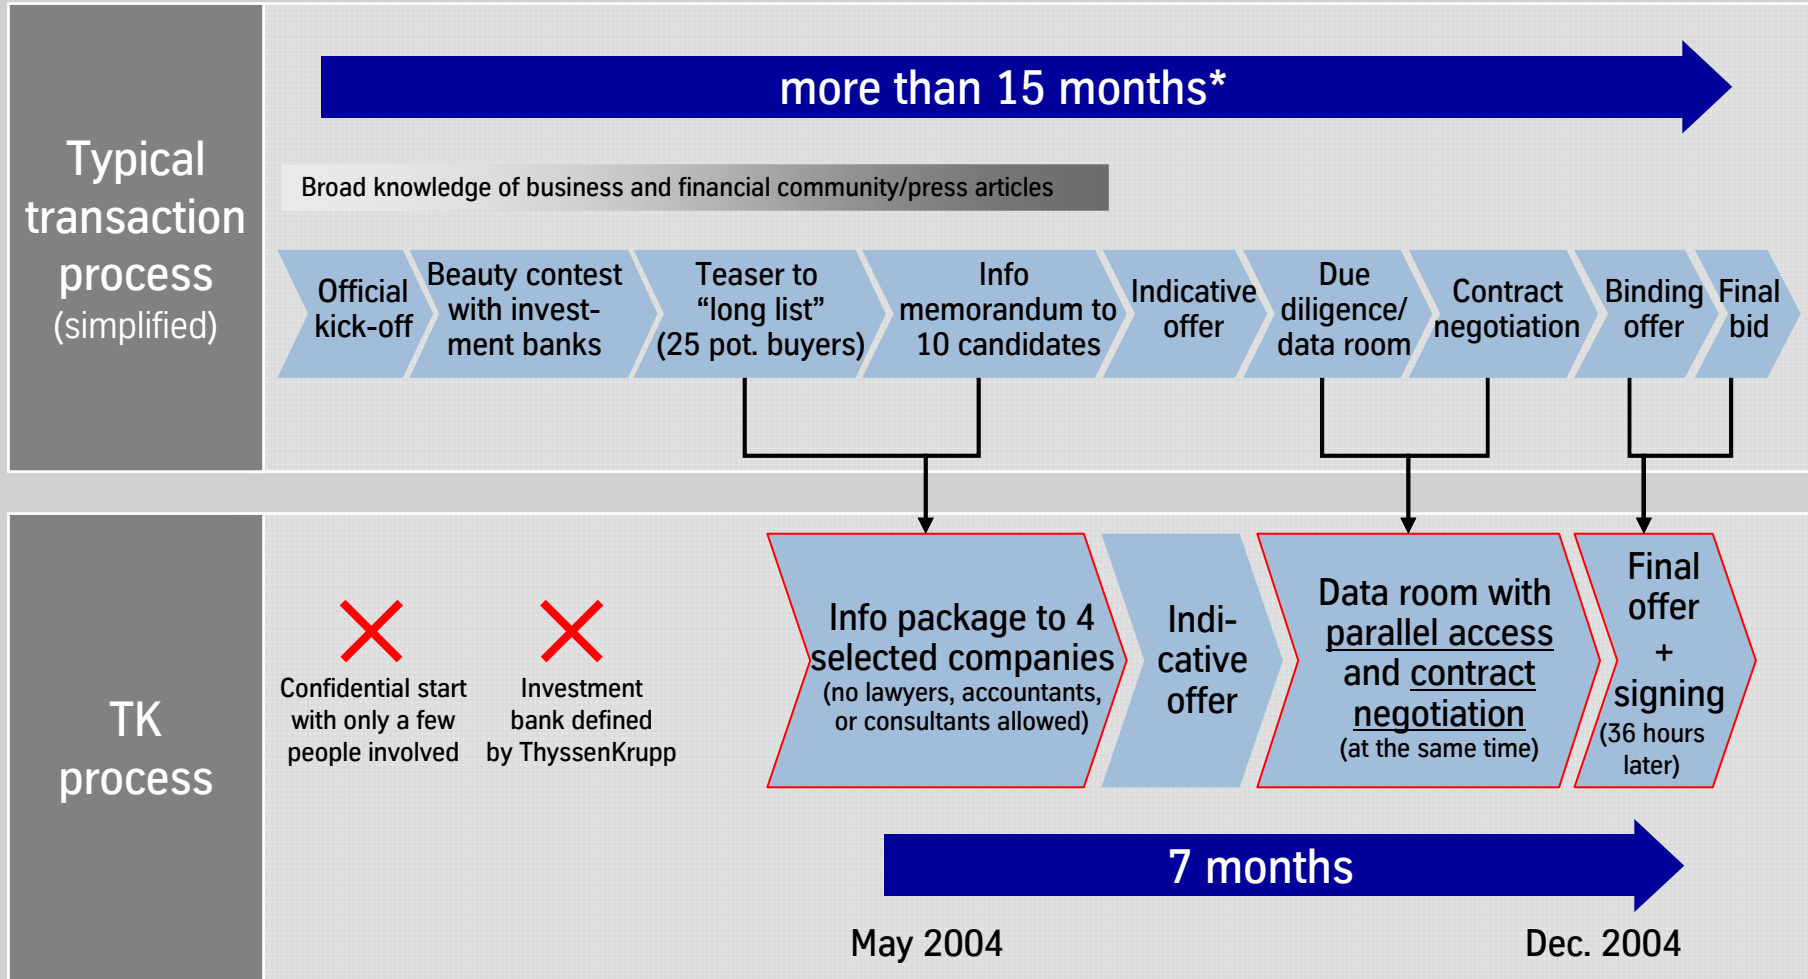 Typical
transaction
process
(simplified)
more than 15 months*
Broad knowledge of business and financial community/press articles
Official
kick-off
Beauty contest
with invest-
ment banks
Teaser to
“long list”
(25 pot. buyers)
Info
memorandum to
10 candidates
Indicative
offer
Due
diligence/
data room
Contract
negotiation
Binding
offer
Final
bid
TK
process
Confidential start
with only a few
people involved
Investment
bank defined
by ThyssenKrupp
Info package to 4
selected companies
(no lawyers, accountants,
or consultants allowed)
Indi-
cative
offer
Data room with
parallel access
and contract
negotiation
(at the same time)
Final
offer
+
signing
(36 hours
later)
7 months
May 2004
Dec. 2004